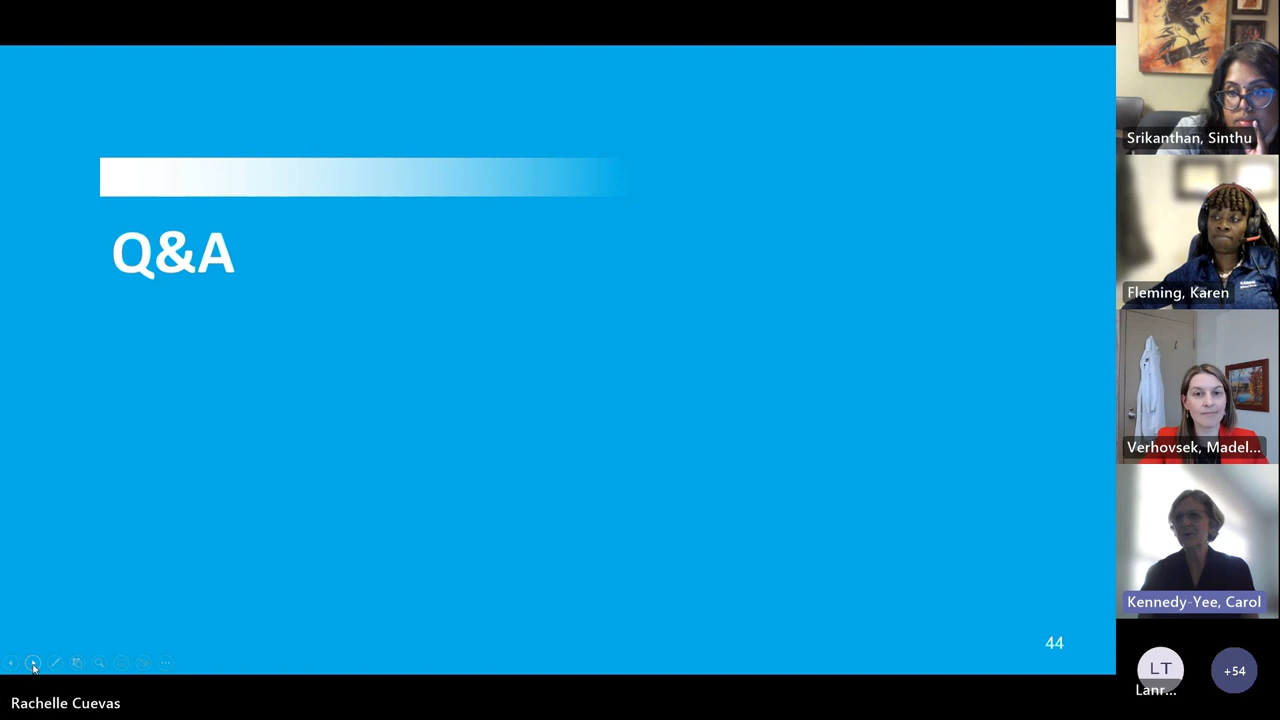 Q&A
44
Rachelle Cuevas
Srikanthan, Sinthu
Fleming, Karen
Verhovsek, Madel...
Kennedy-Yee, Carol
LT
Lanr...
+54